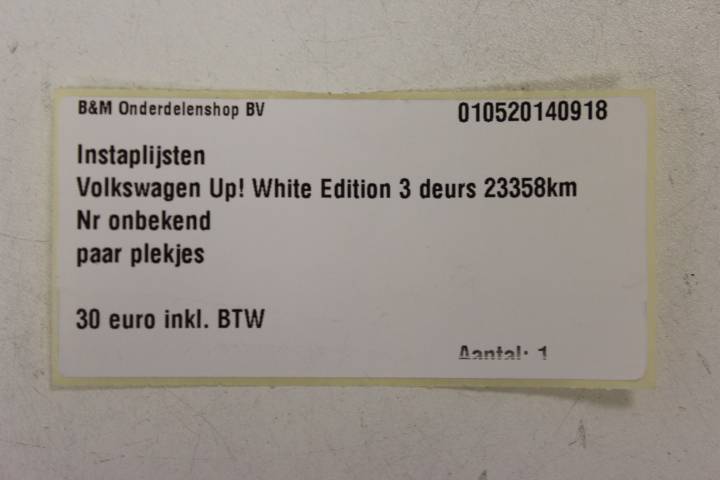 B&M Onderdelenshop BV 010520140918
Instaplijsten
Volkswagen Up! White Edition 3 deurs 23358km
Nr onbekend
paar plekjes
30 euro inkl. BTW
Aantal: 1